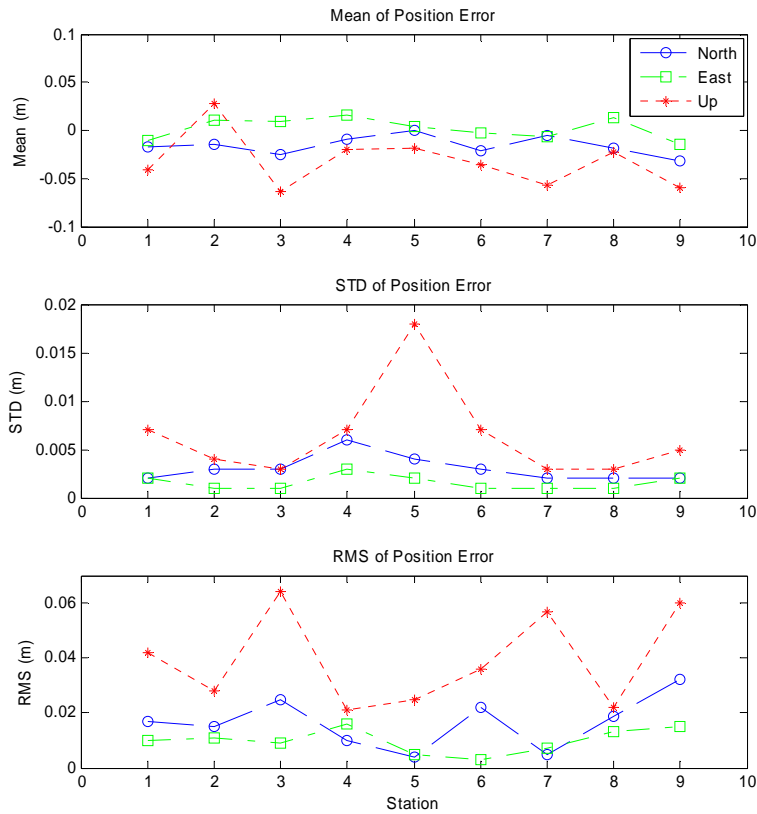 Mean of Position Error
0.1
0.05
0
-0.05
-0.1
Mean (m)
North
East
Up
0 1 2 3 4 5 6 7 8 9 10
STD of Position Error
0.02
0.015
0.01
0.005
0
STD (m)
0 1 2 3 4 5 6 7 8 9 10
RMS of Position Error
0.06
0.04
0.02
0
RMS (m)
0 1 2 3 4 5 6 7 8 9 10
Station